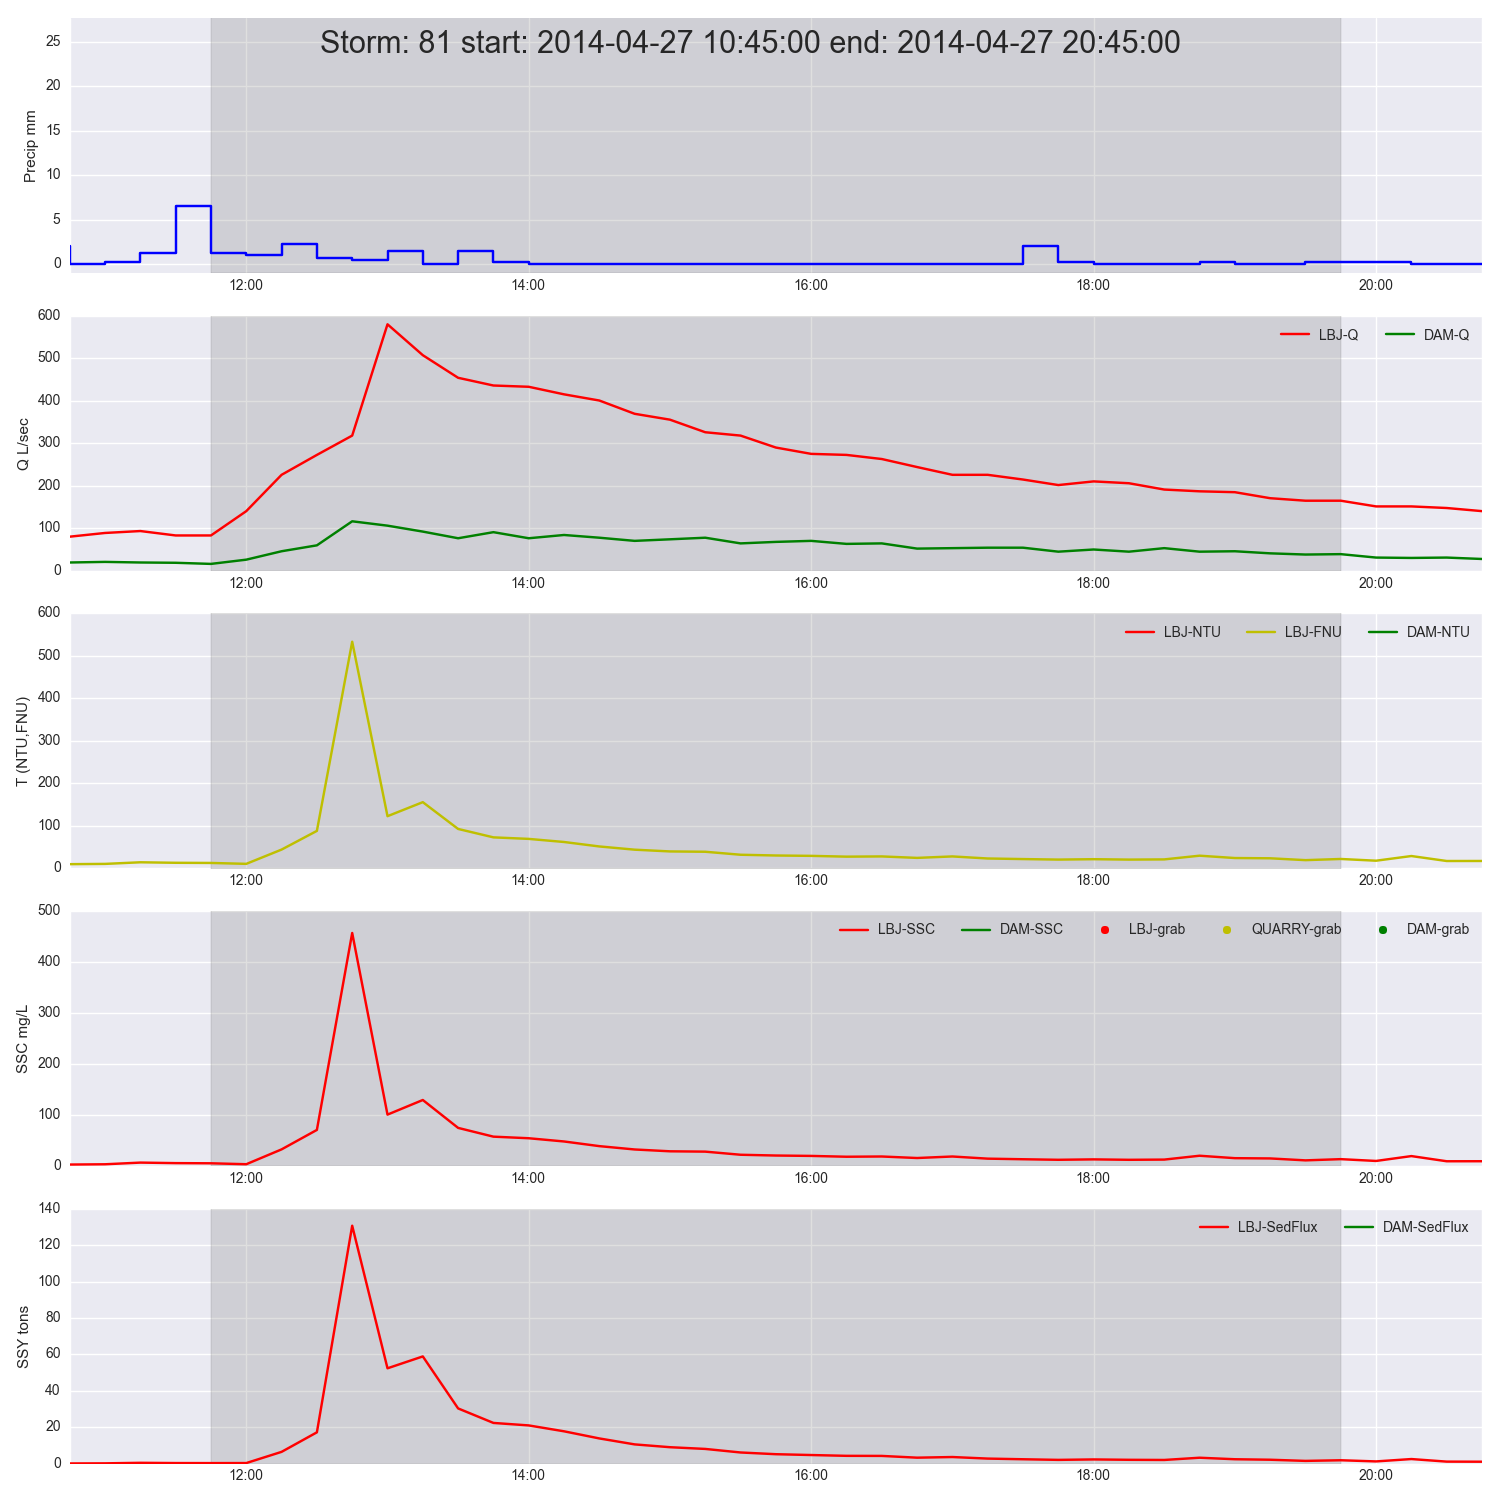 Storm: 81 start: 2014-04-27 10:45:00 end: 2014-04-27 20:45:00
Precip mm
25
20
15
10
5
0
12:00 14:00 16:00 18:00 20:00
Q L/sec
600
500
400
300
200
100
0
LBJ-Q DAM-Q
12:00 14:00 16:00 18:00 20:00
T (NTU,FNU)
600
500
400
300
200
100
0
LBJ-NTU LBJ-FNU DAM-NTU
12:00 14:00 16:00 18:00 20:00
SSC mg/L
500
400
300
200
100
0
LBJ-SSC DAM-SSC LBJ-grab QUARRY-grab DAM-grab
12:00 14:00 16:00 18:00 20:00
SSY tons
140
120
100
80
60
40
20
0
LBJ-SedFlux DAM-SedFlux
12:00 14:00 16:00 18:00 20:00